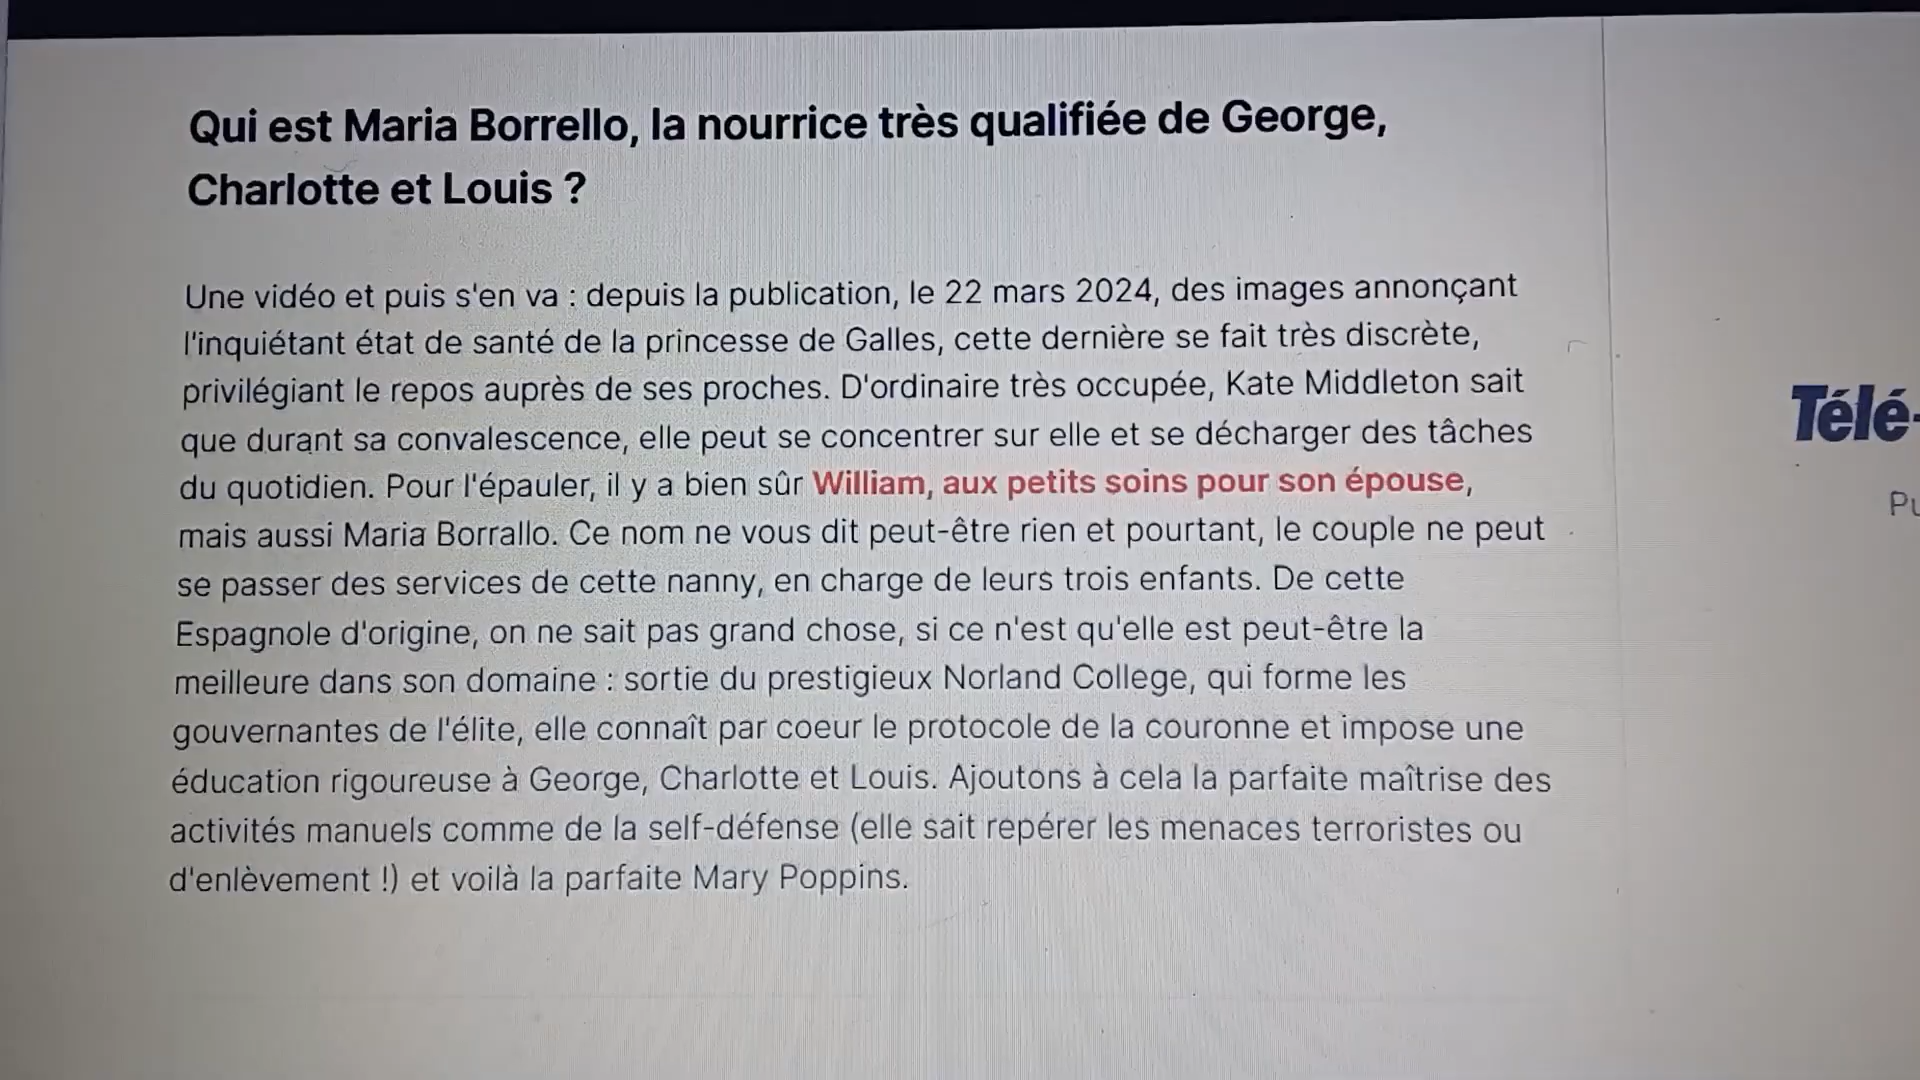 Qui est Maria Borrello, la nourrice très qualifiée de George,
Charlotte et Louis ?
Une vidéo et puis s'en va : depuis la publication, le 22 mars 2024, des images annonçant
l'inquiétant état de santé de la princesse de Galles, cette dernière se fait très discrète,
privilégiant le repos auprès de ses proches. D'ordinaire très occupée, Kate Middleton sait
que durant sa convalescence, elle peut se concentrer sur elle et se décharger des tâches
du quotidien. Pour l'épauler, il y a bien sûr William, aux petits soins pour son épouse,
mais aussi Maria Borrallo. Ce nom ne vous dit peut-être rien et pourtant, le couple ne peut
se passer des services de cette nanny, en charge de leurs trois enfants. De cette
Espagnole d'origine, on ne sait pas grand chose, si ce n'est qu'elle est peut-être la
meilleure dans son domaine : sortie du prestigieux Norland College, qui forme les
gouvernantes de l'élite, elle connaît par coeur le protocole de la couronne et impose une
éducation rigoureuse à George, Charlotte et Louis. Ajoutons à cela la parfaite maîtrise des
activités manuels comme de la self-défense (elle sait repérer les menaces terroristes ou
d'enlèvement !) et voilà la parfaite Mary Poppins.
Télé-
Pu